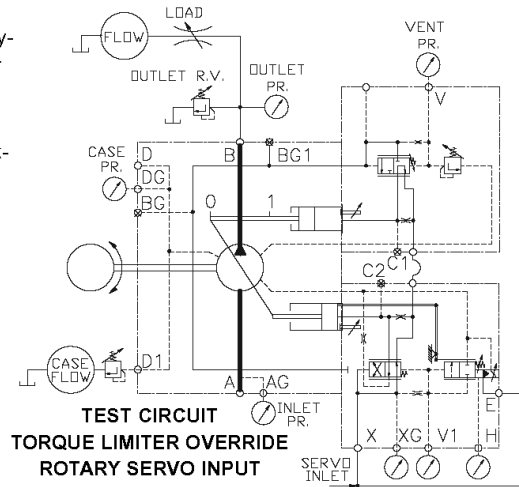 y-
-
k-
LOAD
FLOW
VENT
PR.
OUTLET R.V.
OUTLET
PR.
V
CASE
PR.
D
DG
BG
B
BG1
0
1
C1
C2
CASE
FLOW
D1
A
AG
INLET
PR.
E
X
XG
V1
H
SERVO
INLET
TEST CIRCUIT
TORQUE LIMITER OVERRIDE
ROTARY SERVO INPUT